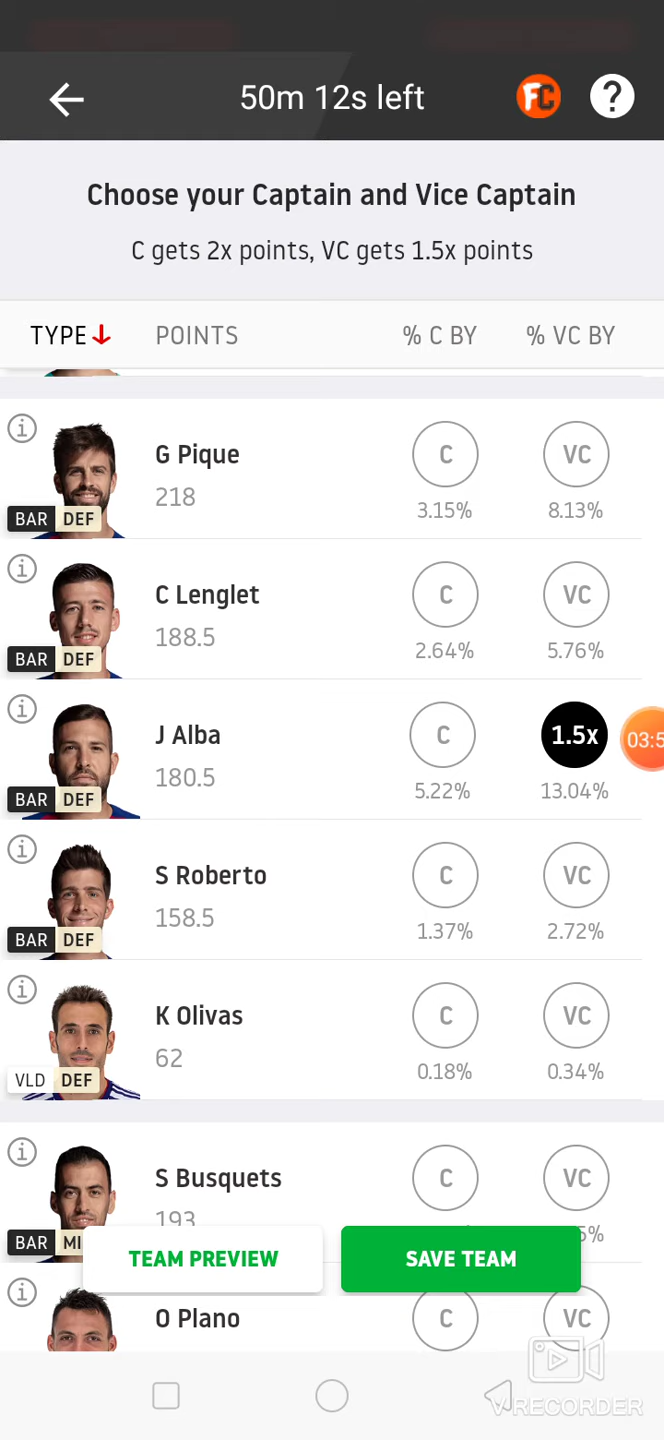 50m 12s left
FC
?
Choose your Captain and Vice Captain
C gets 2x points, VC gets 1.5x points
TYPE POINTS % C BY % VC BY
G Pique
218
C
VC
3.15%
8.13%
BAR DEF
C Lenglet
188.5
C
VC
2.64%
5.76%
BAR DEF
J Alba
180.5
C
1.5x
5.22%
13.04%
BAR DEF
03:5
S Roberto
158.5
C
VC
1.37%
2.72%
BAR DEF
K Olivas
62
C
VC
0.18%
0.34%
VLD DEF
S Busquets
193
C
VC
BAR MI
TEAM PREVIEW
SAVE TEAM
O Plano
C
VC
VRECORDER